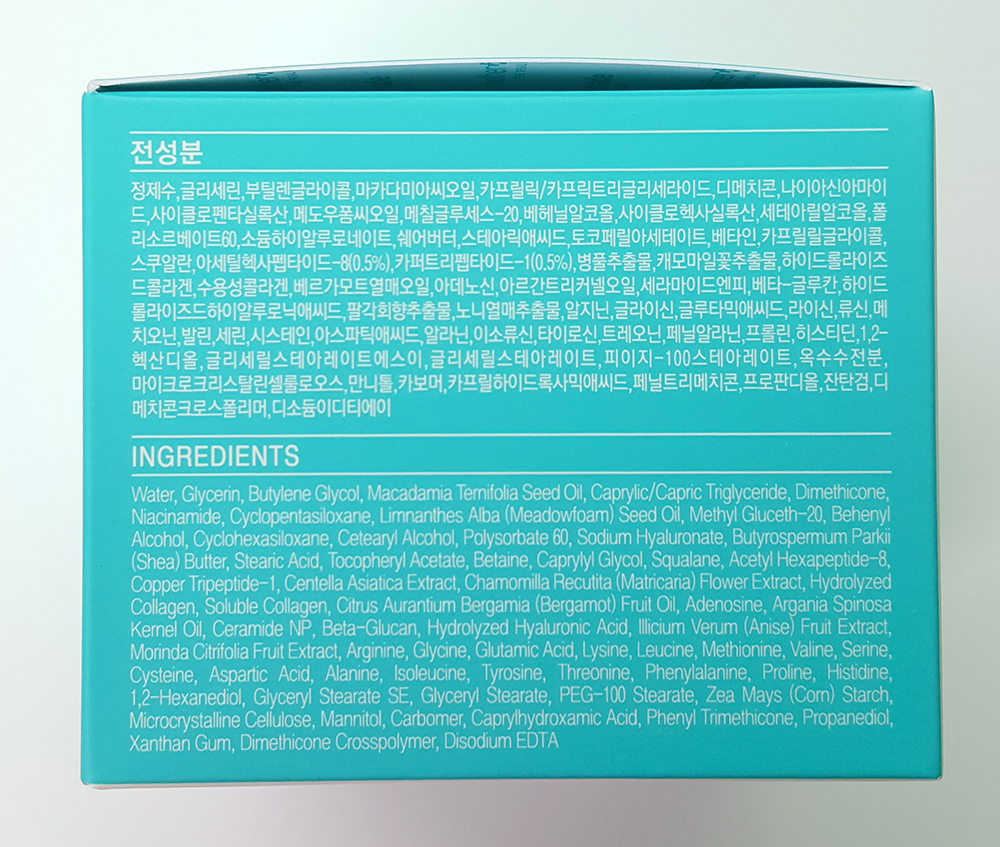 전성분
정제수,글리세린,부틸렌글라이콜,마카다미아씨오일,카프릴릭/카프릭트리글리세라이드,디메치콘,나이아신아마이
드,사이클로펜타실록산,메도우폼씨오일,메칠글루세스-20,베헤닐알코올,사이클로헥사실록산,세테아릴알코올,폴
리소르베이트60,소듐하이알루로네이트,쉐어버터,스테아릭애씨드,토코페릴아세테이트,베타인,카프릴릴글라이콜,
스쿠알란,아세틸헥사펩타이드-8(0.5%),카퍼트리펩타이드-1(0.5%),병풀추출물,캐모마일꽃추출물,하이드롤라이즈
드콜라겐,수용성콜라겐,베르가모트열매오일,아데노신,아르간트리커넬오일,세라마이드엔피,베타-글루칸,하이드
롤라이즈드하이알루로닉애씨드,팔각회향추출물,노니열매추출물,알지닌,글라이신,글루타믹애씨드,라이신,류신,메
치오닌,발린,세린,시스테인,아스파틱애씨드,알라닌,이소류신,타이로신,트레오닌,페닐알라닌,프롤린,히스티딘,1,2-
헥산디올,글리세릴스테아레이트에스이,글리세릴스테아레이트,피이지-100스테아레이트,옥수수전분,
마이크로크리스탈린셀룰로오스,만니톨,카보머,카프릴하이드록사믹애씨드,페닐트리메치콘,프로판디올,잔탄검,디
메치콘크로스폴리머,디소듐이디티에이
INGREDIENTS
Water, Glycerin, Butylene Glycol, Macadamia Ternifolia Seed Oil, Caprylic/Capric Triglyceride, Dimethicone,
Niacinamide, Cyclopentasiloxane, Limnanthes Alba (Meadowfoam) Seed Oil, Methyl Gluceth-20, Behenyl
Alcohol, Cyclohexasiloxane, Cetearyl Alcohol, Polysorbate 60, Sodium Hyaluronate, Butyrospermum Parkii
(Shea) Butter, Stearic Acid, Tocopheryl Acetate, Betaine, Caprylyl Glycol, Squalane, Acetyl Hexapeptide-8,
Copper Tripeptide-1, Centella Asiatica Extract, Chamomilla Recutita (Matricaria) Flower Extract, Hydrolyzed
Collagen, Soluble Collagen, Citrus Aurantium Bergamia (Bergamot) Fruit Oil, Adenosine, Argania Spinosa
Kernel Oil, Ceramide NP, Beta-Glucan, Hydrolyzed Hyaluronic Acid, Illicium Verum (Anise) Fruit Extract,
Morinda Citrifolia Fruit Extract, Arginine, Glycine, Glutamic Acid, Lysine, Leucine, Methionine, Valine, Serine,
Cysteine, Aspartic Acid, Alanine, Isoleucine, Tyrosine, Threonine, Phenylalanine, Proline, Histidine,
1,2-Hexanediol, Glyceryl Stearate SE, Glyceryl Stearate, PEG-100 Stearate, Zea Mays (Corn) Starch,
Microcrystalline Cellulose, Mannitol, Carbomer, Caprylhydroxamic Acid, Phenyl Trimethicone, Propanediol,
Xanthan Gum, Dimethicone Crosspolymer, Disodium EDTA